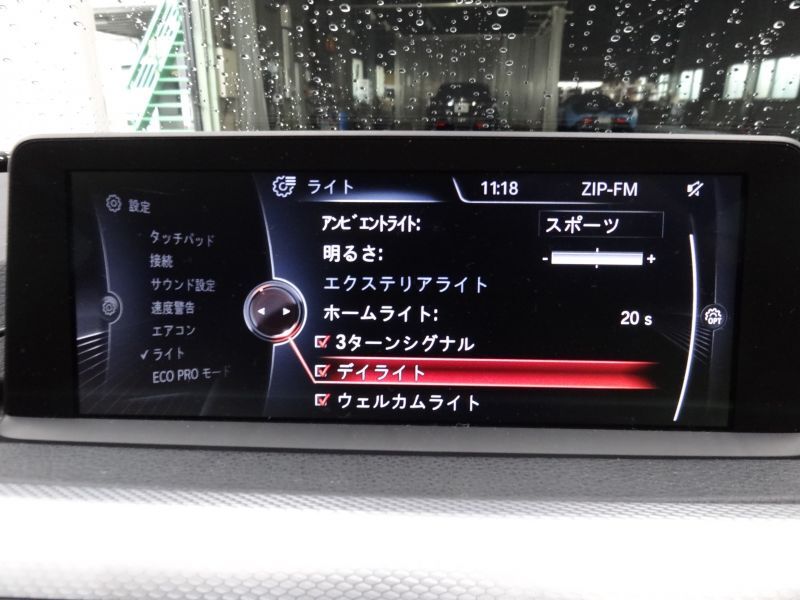 ライト 11:18 ZIP-FM
設定
タッチパッド
接続
サウンド設定
速度警告
エアコン
ライト
ECO PRO モード
アンビエントライト: スポーツ
明るさ: - +
エクステリアライト
ホームライト: 20 s
3ターンシグナル
デイライト
ウェルカムライト
OPT